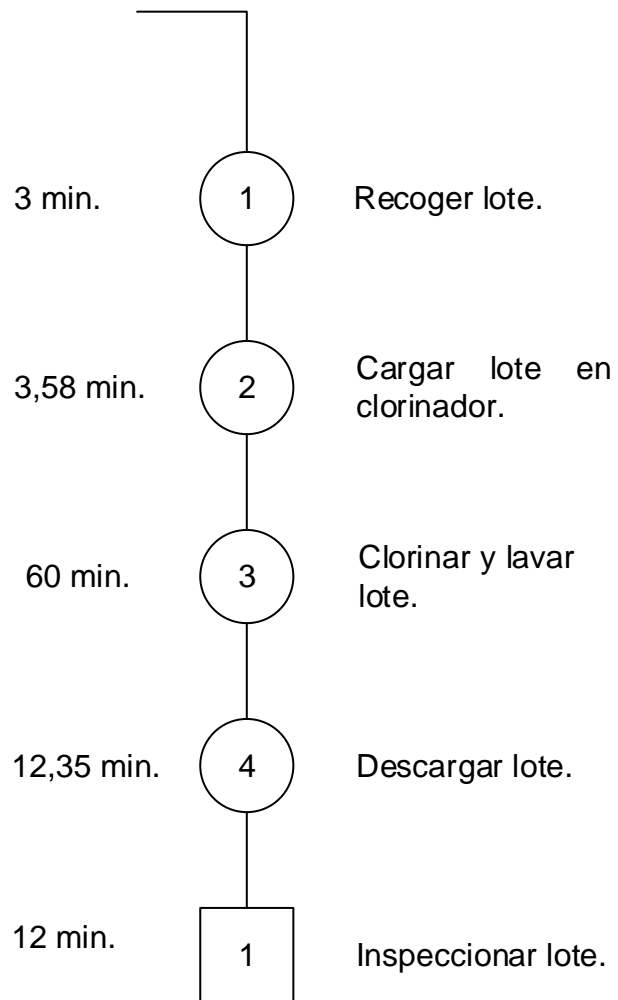 3 min.
1
Recoger lote.
3,58 min.
2
Cargar lote en
clorinador.
60 min.
3
Clorinar y lavar
lote.
12,35 min.
4
Descargar lote.
12 min.
1
Inspeccionar lote.